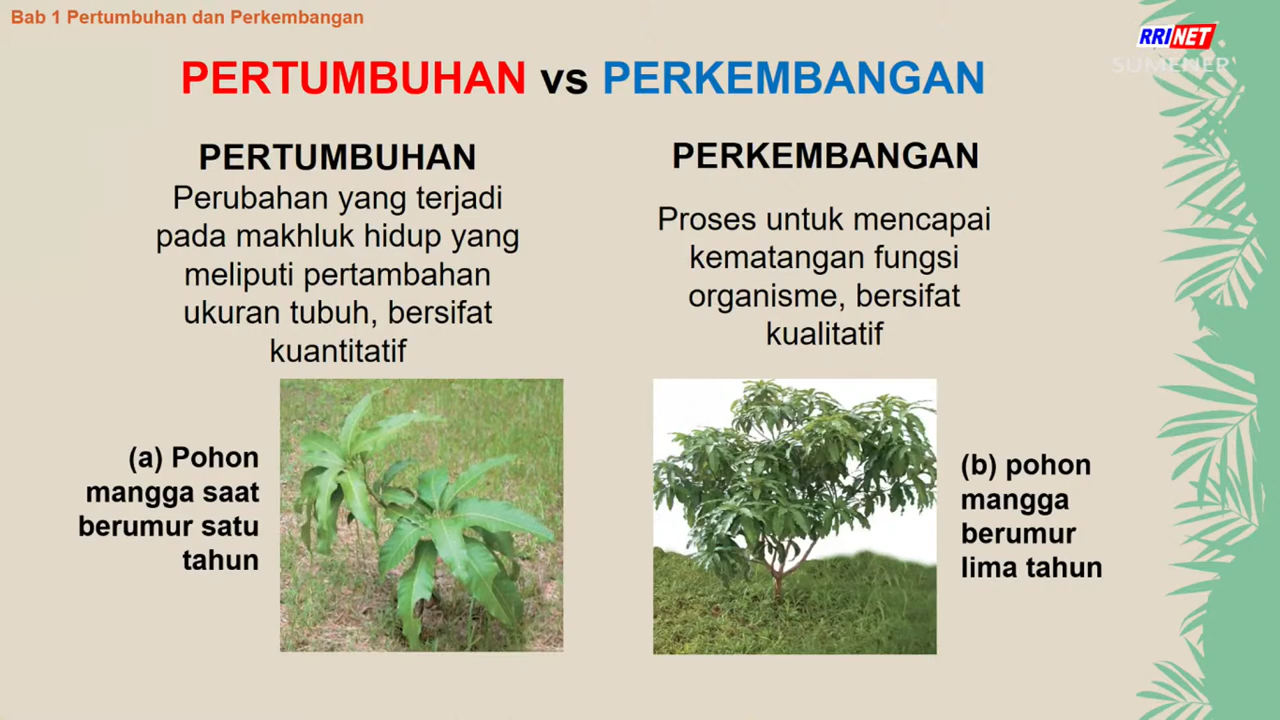 Bab 1 Pertumbuhan dan Perkembangan
RRINET
SUMENEP
PERTUMBUHAN vs PERKEMBANGAN
PERTUMBUHAN
Perubahan yang terjadi
pada makhluk hidup yang
meliputi pertambahan
ukuran tubuh, bersifat
kuantitatif
PERKEMBANGAN
Proses untuk mencapai
kematangan fungsi
organisme, bersifat
kualitatif
(a) Pohon
mangga saat
berumur satu
tahun
(b) pohon
mangga
berumur
lima tahun